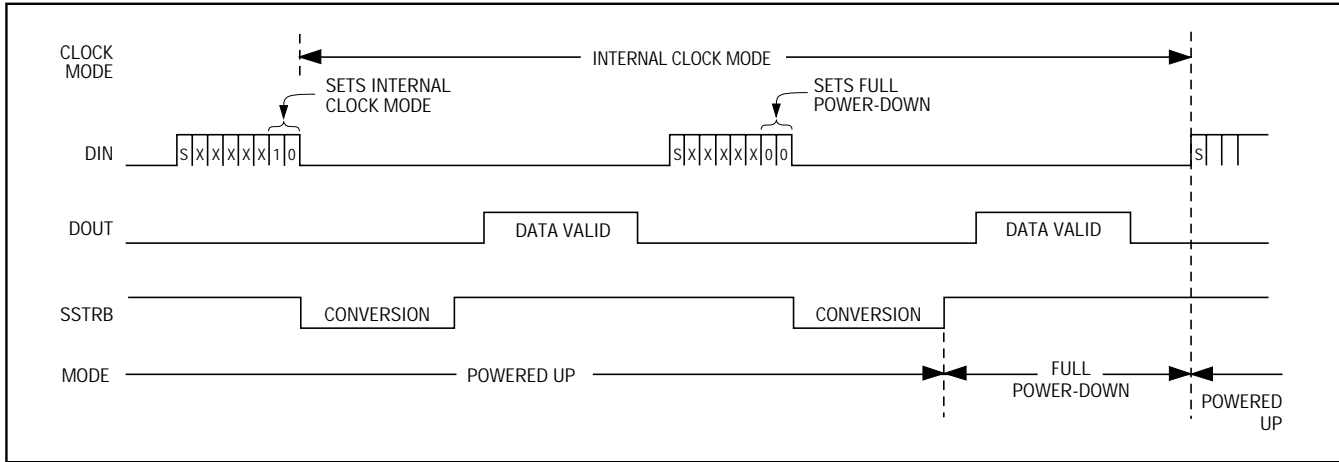 CLOCK
MODE
INTERNAL CLOCK MODE
SETS INTERNAL
CLOCK MODE
SETS FULL
POWER-DOWN
DIN
S X X X X X 1 0
S X X X X X 0 0
S
DOUT
DATA VALID
DATA VALID
SSTRB
CONVERSION
CONVERSION
MODE
POWERED UP
FULL
POWER-DOWN
POWERED
UP